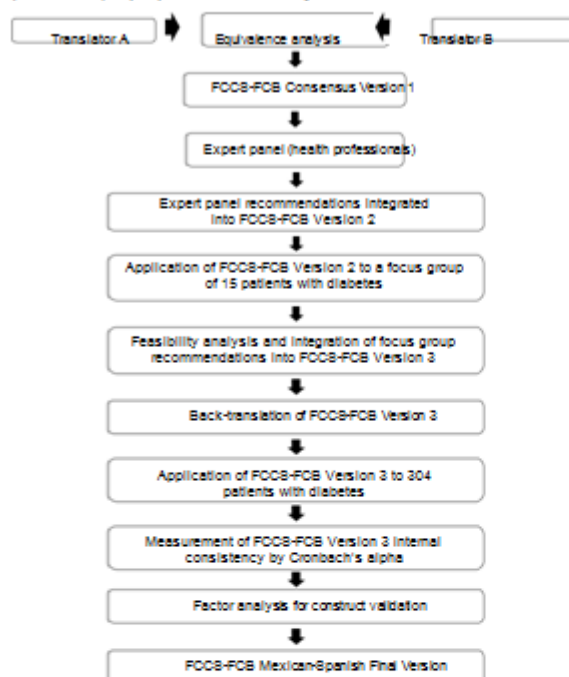 Translator A
Equivalence analysis
Translator B
FCCS-FCB Consensus Version 1
Expert panel (health professionals)
Expert panel recommendations integrated
into FCCS-FCB Version 2
Application of FCCS-FCB Version 2 to a focus group
of 15 patients with diabetes
Feasibility analysis and integration of focus group
recommendations into FCCS-FCB Version 3
Back-translation of FCCS-FCB Version 3
Application of FCCS-FCB Version 3 to 304
patients with diabetes
Measurement of FCCS-FCB Version 3 internal
consistency by Cronbach's alpha
Factor analysis for construct validation
FCCS-FCB Mexican-Spanish Final Version